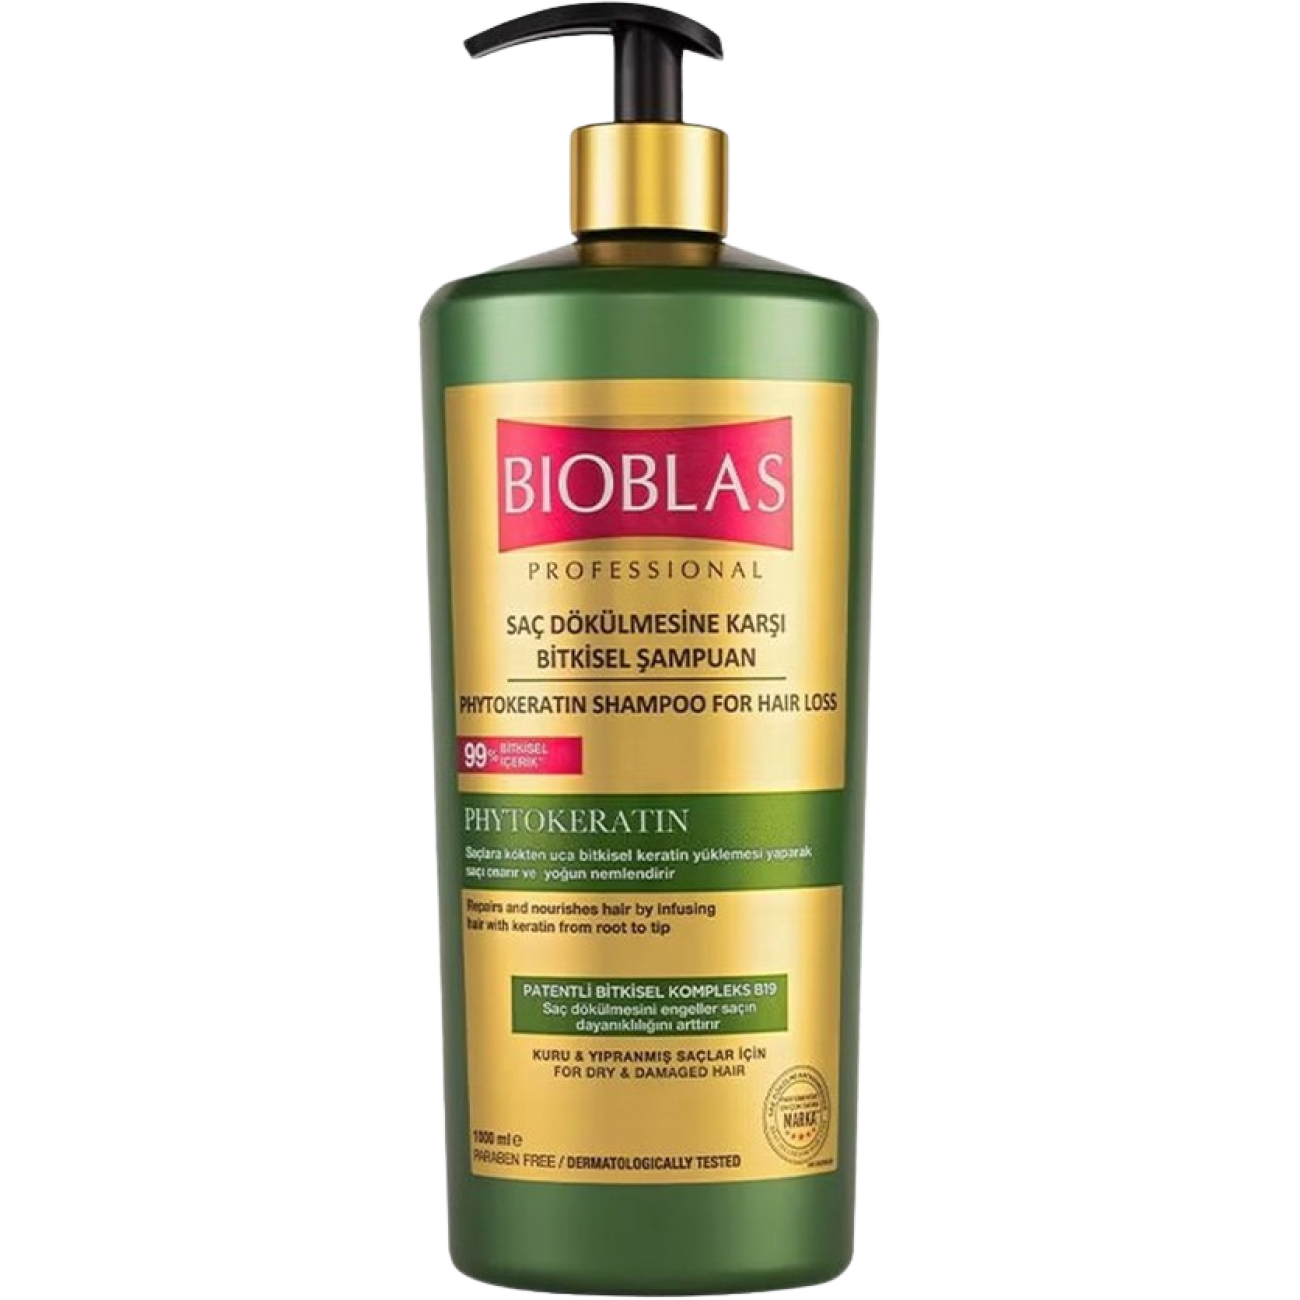 BIOBLAS
PROFESSIONAL
SAÇ DÖKÜLMESİNE KARŞI
BİTKİSEL ŞAMPUAN
PHYTOKERATIN SHAMPOO FOR HAIR LOSS
99% BİTKİSEL
İÇERİK*
PHYTOKERATIN
Saçlara kökten uca bitkisel keratin yüklemesi yaparak
saçı onarır ve yoğun nemlendirir
Repairs and nourishes hair by infusing
hair with keratin from root to tip
PATENTLİ BİTKİSEL KOMPLEKS B19
Saç dökülmesini engeller saçın
dayanıklılığını arttırır
KURU & YIPRANMIŞ SAÇLAR İÇİN
FOR DRY & DAMAGED HAIR
MARKA
1000 ml e
PARABEN FREE / DERMATOLOGICALLY TESTED